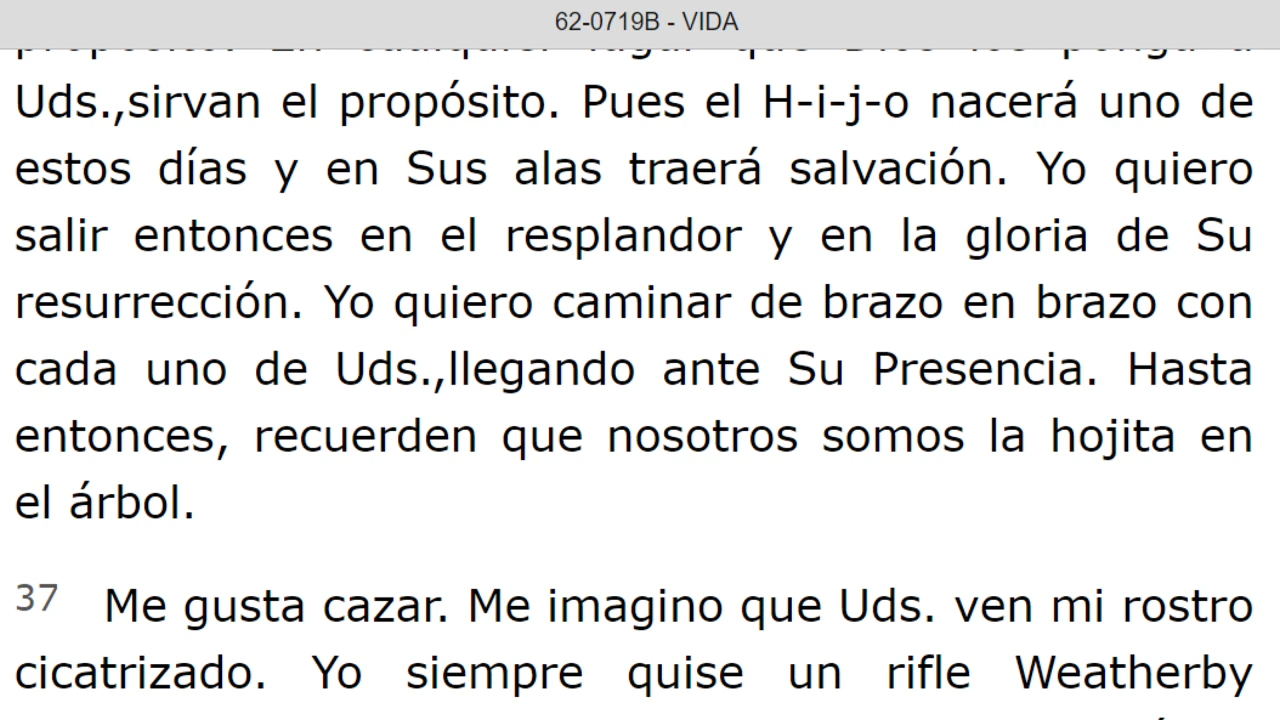 62-0719B - VIDA
Uds.,sirvan el propósito. Pues el H-i-j-o nacerá uno de
estos días y en Sus alas traerá salvación. Yo quiero
salir entonces en el resplandor y en la gloria de Su
resurrección. Yo quiero caminar de brazo en brazo con
cada uno de Uds.,llegando ante Su Presencia. Hasta
entonces, recuerden que nosotros somos la hojita en
el árbol.
37 Me gusta cazar. Me imagino que Uds. ven mi rostro
cicatrizado. Yo siempre quise un rifle Weatherby